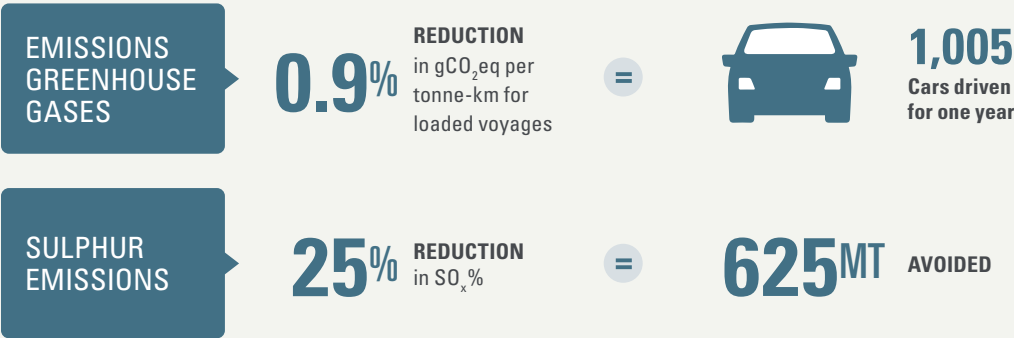 EMISSIONS
GREENHOUSE
GASES
0.9%
REDUCTION
in gCO₂eq per
tonne-km for
loaded voyages
=
1,005
Cars driven
for one year
SULPHUR
EMISSIONS
25%
REDUCTION
in SOₓ%
=
625MT
AVOIDED